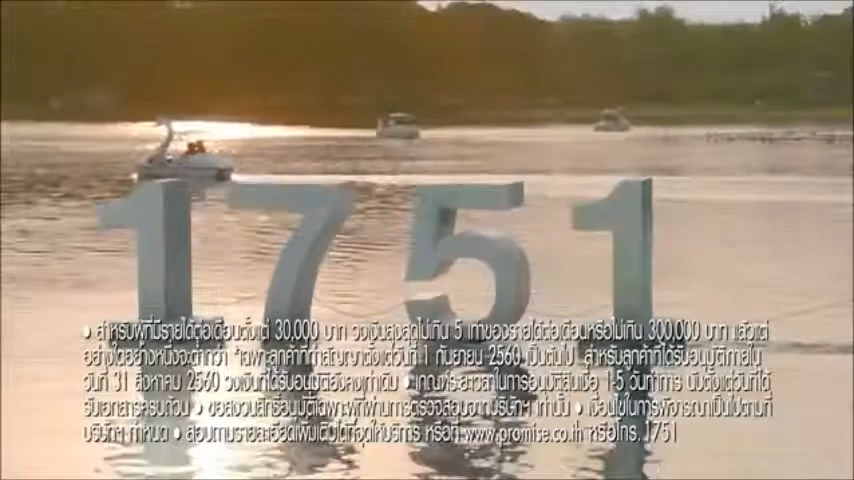 1751
• สำหรับผู้ที่มีรายได้ต่อเดือนตั้งแต่ 30,000 บาท วงเงินสูงสุดไม่เกิน 5 เท่าของรายได้ต่อเดือนหรือไม่เกิน 300,000 บาท แล้วแต่
อย่างใดอย่างหนึ่งจะต่ำกว่า *เฉพาะลูกค้าที่ทำสัญญาตั้งแต่วันที่ 1 กันยายน 2560 เป็นต้นไป สำหรับลูกค้าที่ได้รับอนุมัติภายใน
วันที่ 31 สิงหาคม 2560 วงเงินที่ได้รับอนุมัติยังคงเท่าเดิม • เกณฑ์ระยะเวลาในการอนุมัติสินเชื่อ 1-5 วันทำการ นับตั้งแต่วันที่ได้
รับเอกสารครบถ้วน • ขอสงวนสิทธิ์อนุมัติเฉพาะผู้ที่ผ่านการตรวจสอบจากบริษัทฯ เท่านั้น • เงื่อนไขในการพิจารณาเป็นไปตามที่
บริษัทฯ กำหนด • สอบถามรายละเอียดเพิ่มเติมได้ที่จุดให้บริการ หรือที่ www.promise.co.th หรือโทร. 1751